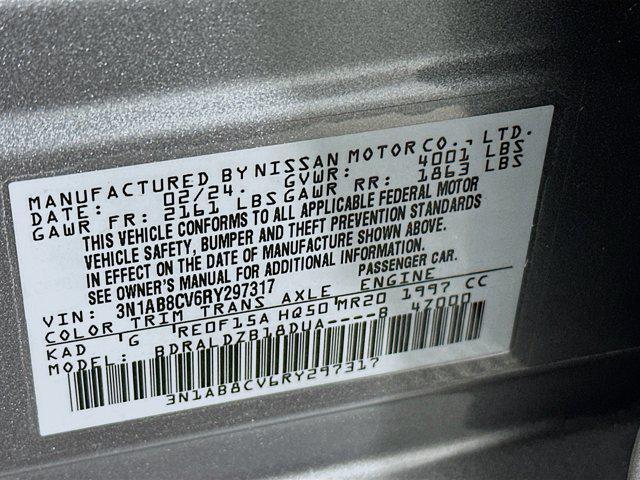 MANUFACTURED BY NISSAN MOTOR CO., LTD.
DATE: 02/24. GVWR: 4001 LBS
GAWR FR: 2161 LBS GAWR RR: 1863 LBS
THIS VEHICLE CONFORMS TO ALL APPLICABLE FEDERAL MOTOR
VEHICLE SAFETY, BUMPER AND THEFT PREVENTION STANDARDS
IN EFFECT ON THE DATE OF MANUFACTURE SHOWN ABOVE.
SEE OWNER'S MANUAL FOR ADDITIONAL INFORMATION.
VIN: 3N1AB8CV6RY297317 PASSENGER CAR.
COLOR TRIM TRANS AXLE ENGINE
KAD G RE0F15A HQ50 MR20 1997 CC
MODEL: BDRALDZB18DUA----B 4Z000
3N1AB8CV6RY297317